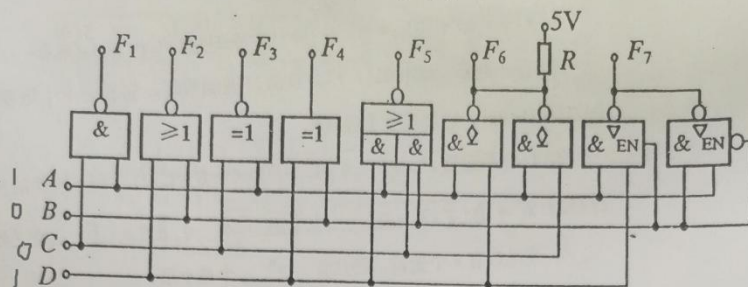 5V
F₁ F₂ F₃ F₄ F₅ F₆ R F₇
& ≥1 =1 =1 ≥1 & & & ◇ & ◇ & ▽ EN & ▽ EN
1 A
0 B
0 C
1 D